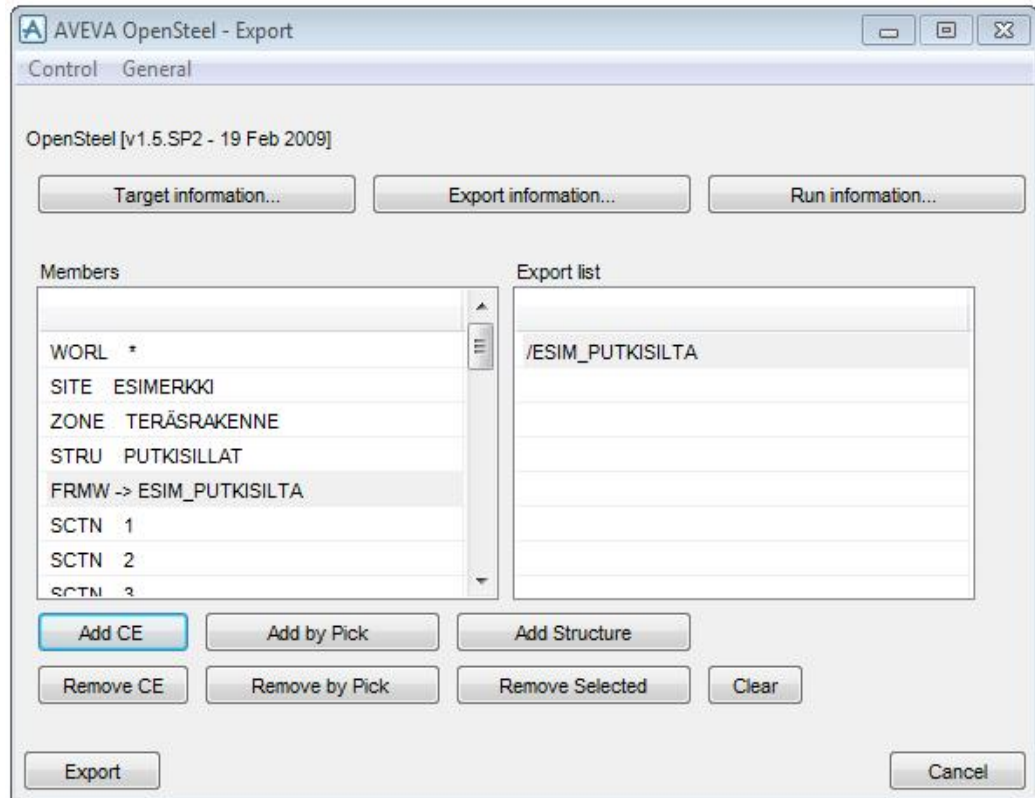 AVEVA OpenSteel - Export
Control General
OpenSteel [v1.5.SP2 - 19 Feb 2009]
Target information... Export information... Run information...
Members Export list
WORL * /ESIM_PUTKISILTA
SITE ESIMERKKI
ZONE TERÄSRAKENNE
STRU PUTKISILLAT
FRMW -> ESIM_PUTKISILTA
SCTN 1
SCTN 2
SCTN 3
Add CE Add by Pick Add Structure
Remove CE Remove by Pick Remove Selected Clear
Export Cancel